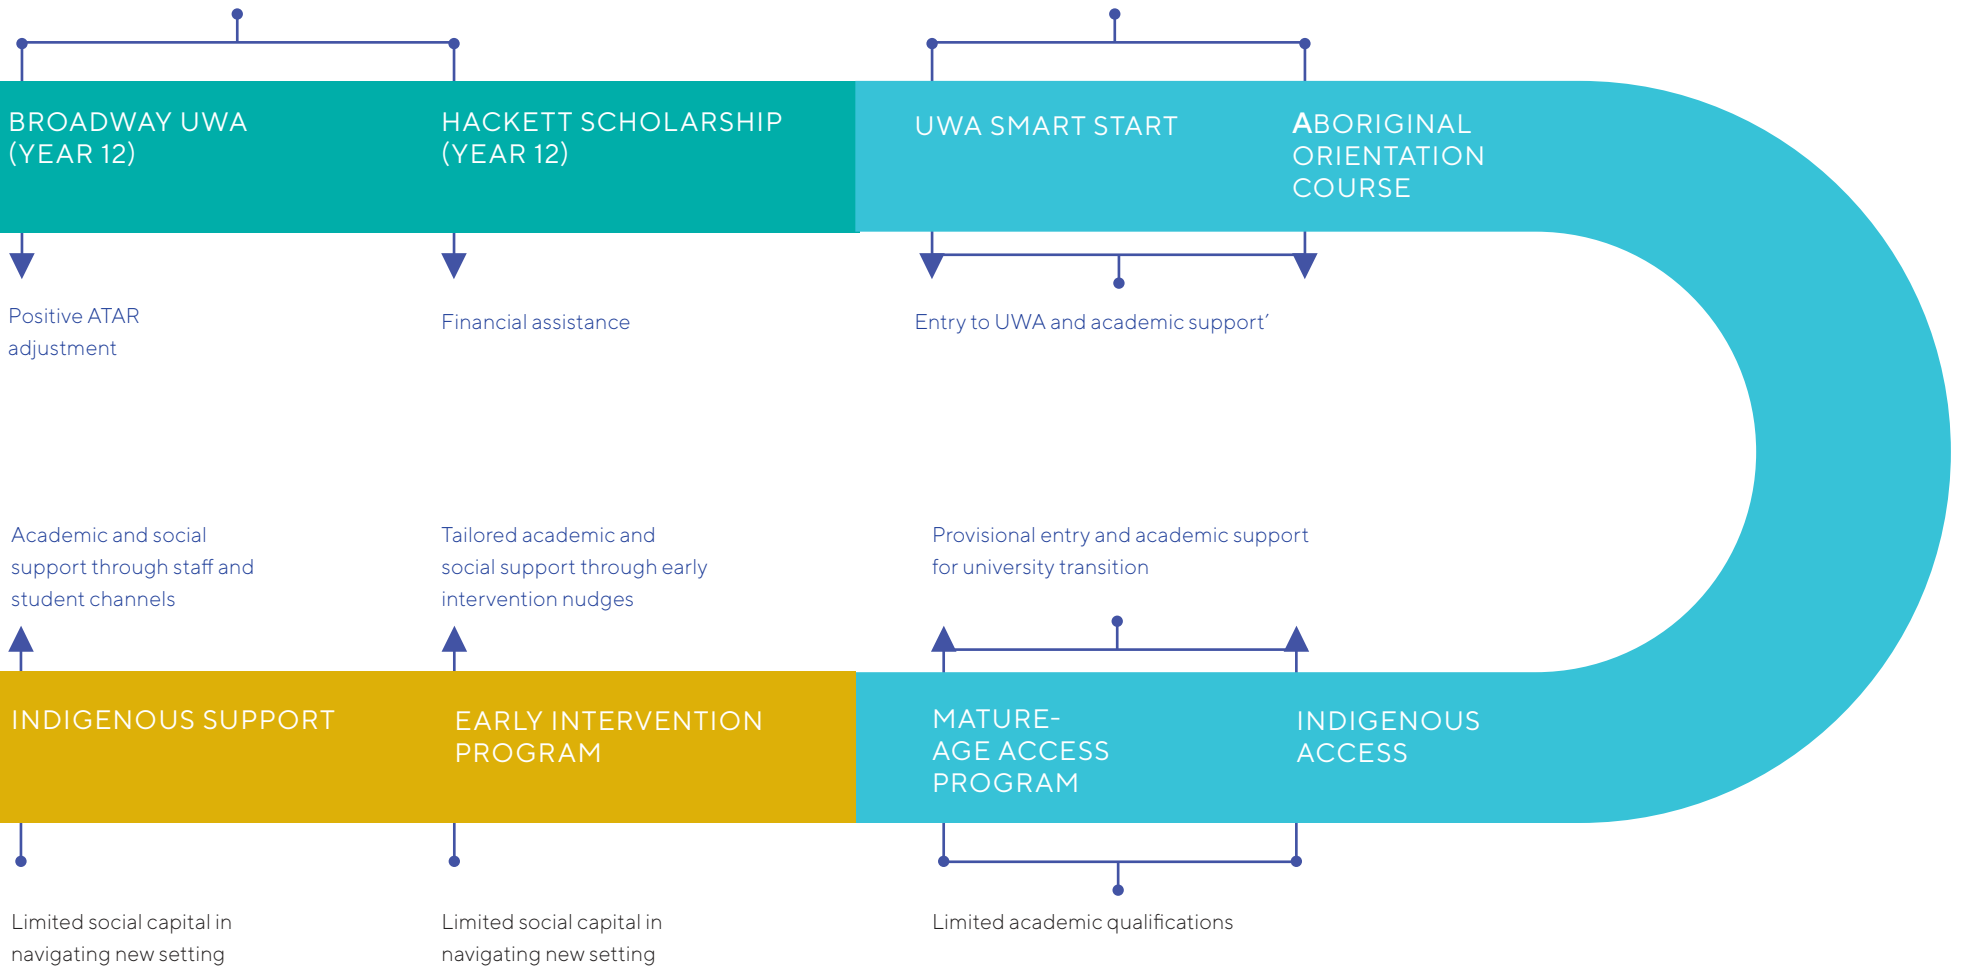 BROADWAY UWA
(YEAR 12)
HACKETT SCHOLARSHIP
(YEAR 12)
UWA SMART START
ABORIGINAL
ORIENTATION
COURSE
Positive ATAR
adjustment
Financial assistance
Entry to UWA and academic support´
Academic and social
support through staff and
student channels
Tailored academic and
social support through early
intervention nudges
Provisional entry and academic support
for university transition
INDIGENOUS SUPPORT
EARLY INTERVENTION
PROGRAM
MATURE-
AGE ACCESS
PROGRAM
INDIGENOUS
ACCESS
Limited social capital in
navigating new setting
Limited social capital in
navigating new setting
Limited academic qualifications